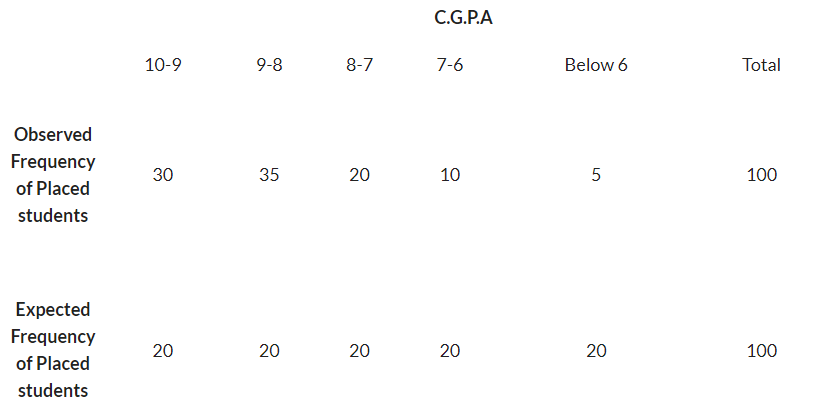 C.G.P.A
10-9 9-8 8-7 7-6 Below 6 Total
Observed
Frequency
of Placed
students
30 35 20 10 5 100
Expected
Frequency
of Placed
students
20 20 20 20 20 100